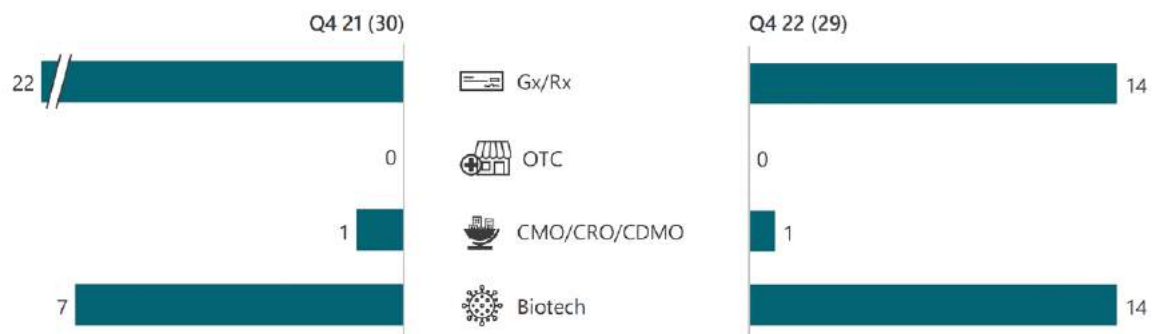 Q4 21 (30)
Q4 22 (29)
22
Gx/Rx
14
0
OTC
0
1
CMO/CRO/CDMO
1
7
Biotech
14